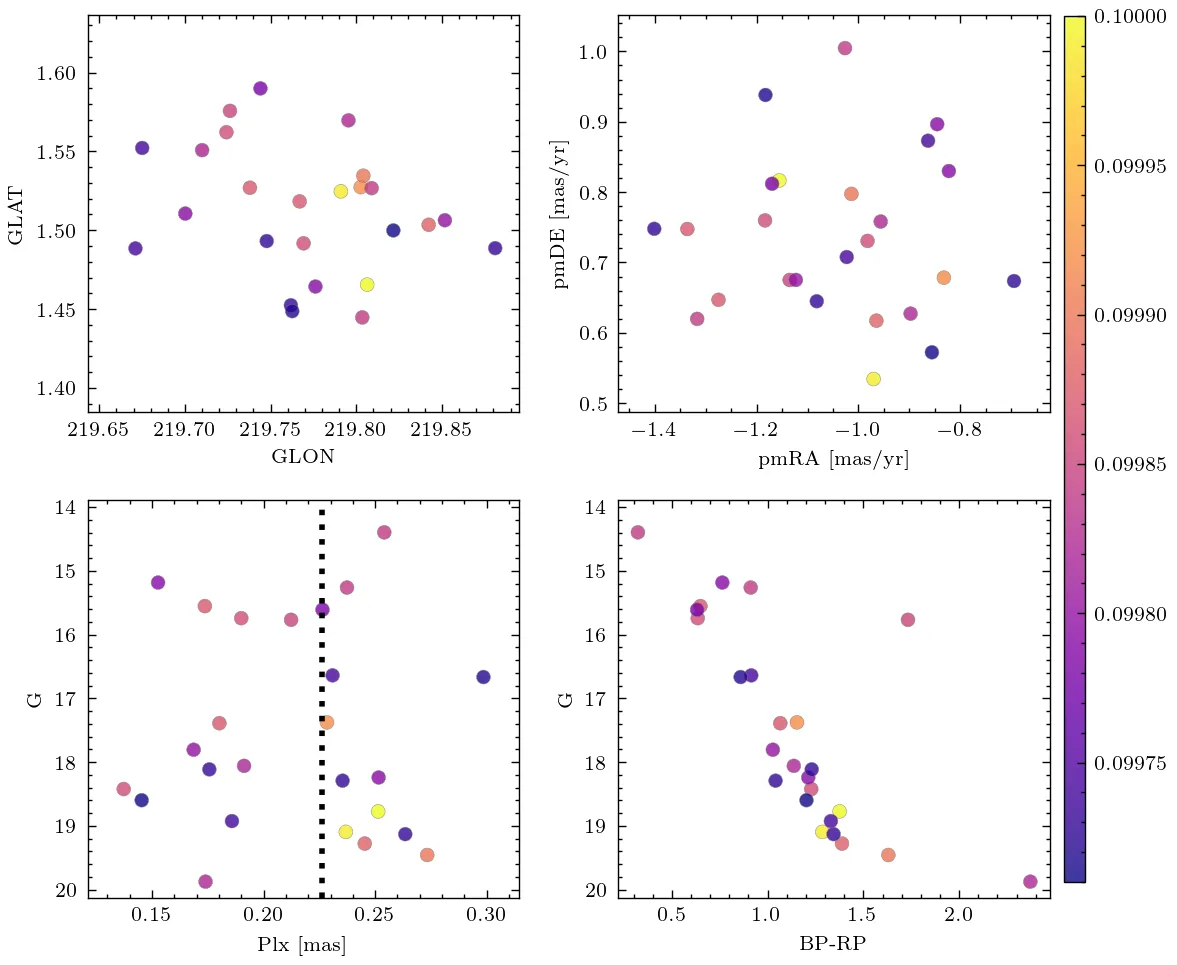 GLAT
1.60
1.55
1.50
1.45
1.40
219.65 219.70 219.75 219.80 219.85
GLON
pmDE [mas/yr]
1.0
0.9
0.8
0.7
0.6
0.5
−1.4 −1.2 −1.0 −0.8
pmRA [mas/yr]
0.10000
0.09995
0.09990
0.09985
0.09980
0.09975
G
14
15
16
17
18
19
20
0.15 0.20 0.25 0.30
Plx [mas]
G
14
15
16
17
18
19
20
0.5 1.0 1.5 2.0
BP-RP